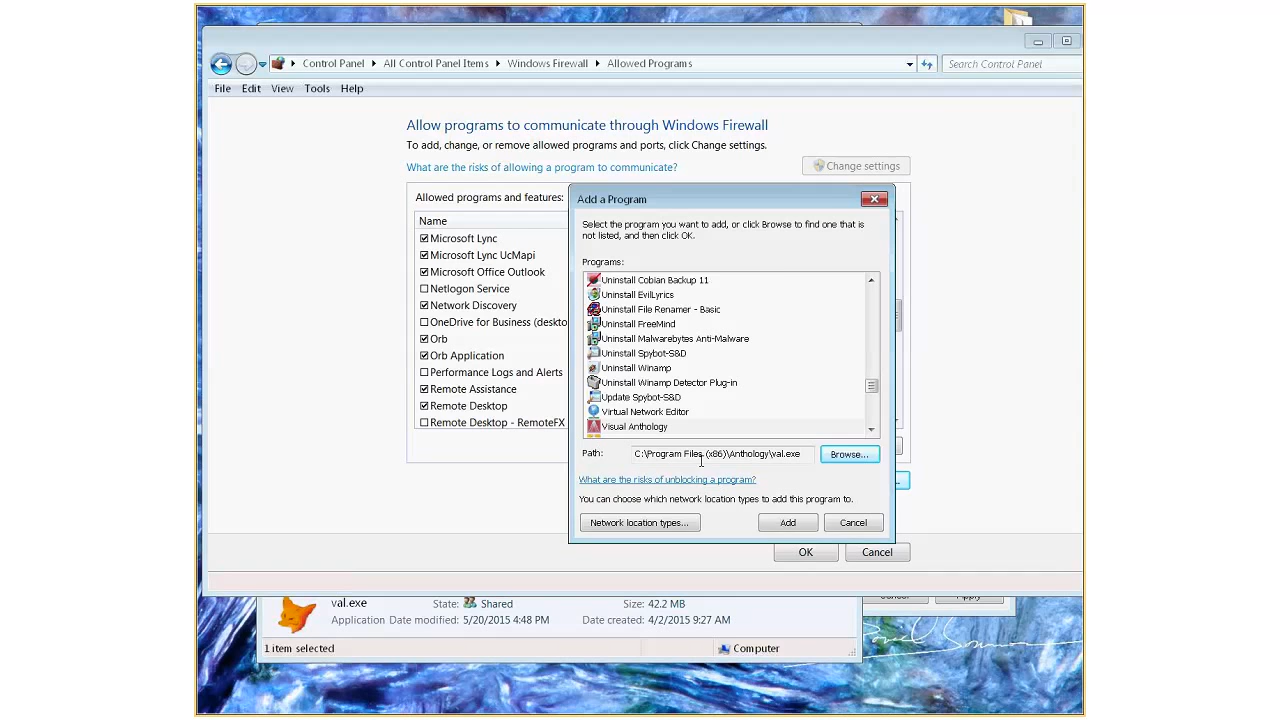 Control Panel All Control Panel Items Windows Firewall Allowed Programs Search Control Panel
File Edit View Tools Help
Allow programs to communicate through Windows Firewall
To add, change, or remove allowed programs and ports, click Change settings.
What are the risks of allowing a program to communicate?
Change settings
Allowed programs and features:
Name
Microsoft Lync
Microsoft Lync UcMapi
Microsoft Office Outlook
Netlogon Service
Network Discovery
OneDrive for Business (deskto
Orb
Orb Application
Performance Logs and Alerts
Remote Assistance
Remote Desktop
Remote Desktop - RemoteFX
Add a Program
Select the program you want to add, or click Browse to find one that is
not listed, and then click OK.
Programs:
Uninstall Cobian Backup 11
Uninstall EvilLyrics
Uninstall File Renamer - Basic
Uninstall FreeMind
Uninstall Malwarebytes Anti-Malware
Uninstall Spybot-S&D
Uninstall Winamp
Uninstall Winamp Detector Plug-in
Update Spybot-S&D
Virtual Network Editor
Visual Anthology
Path: C:\Program Files (x86)\Anthology\val.exe Browse...
What are the risks of unblocking a program?
You can choose which network location types to add this program to.
Network location types... Add Cancel
OK Cancel
Cancel Apply
val.exe State: Shared Size: 42.2 MB
Application Date modified: 5/20/2015 4:48 PM Date created: 4/2/2015 9:27 AM
1 item selected Computer